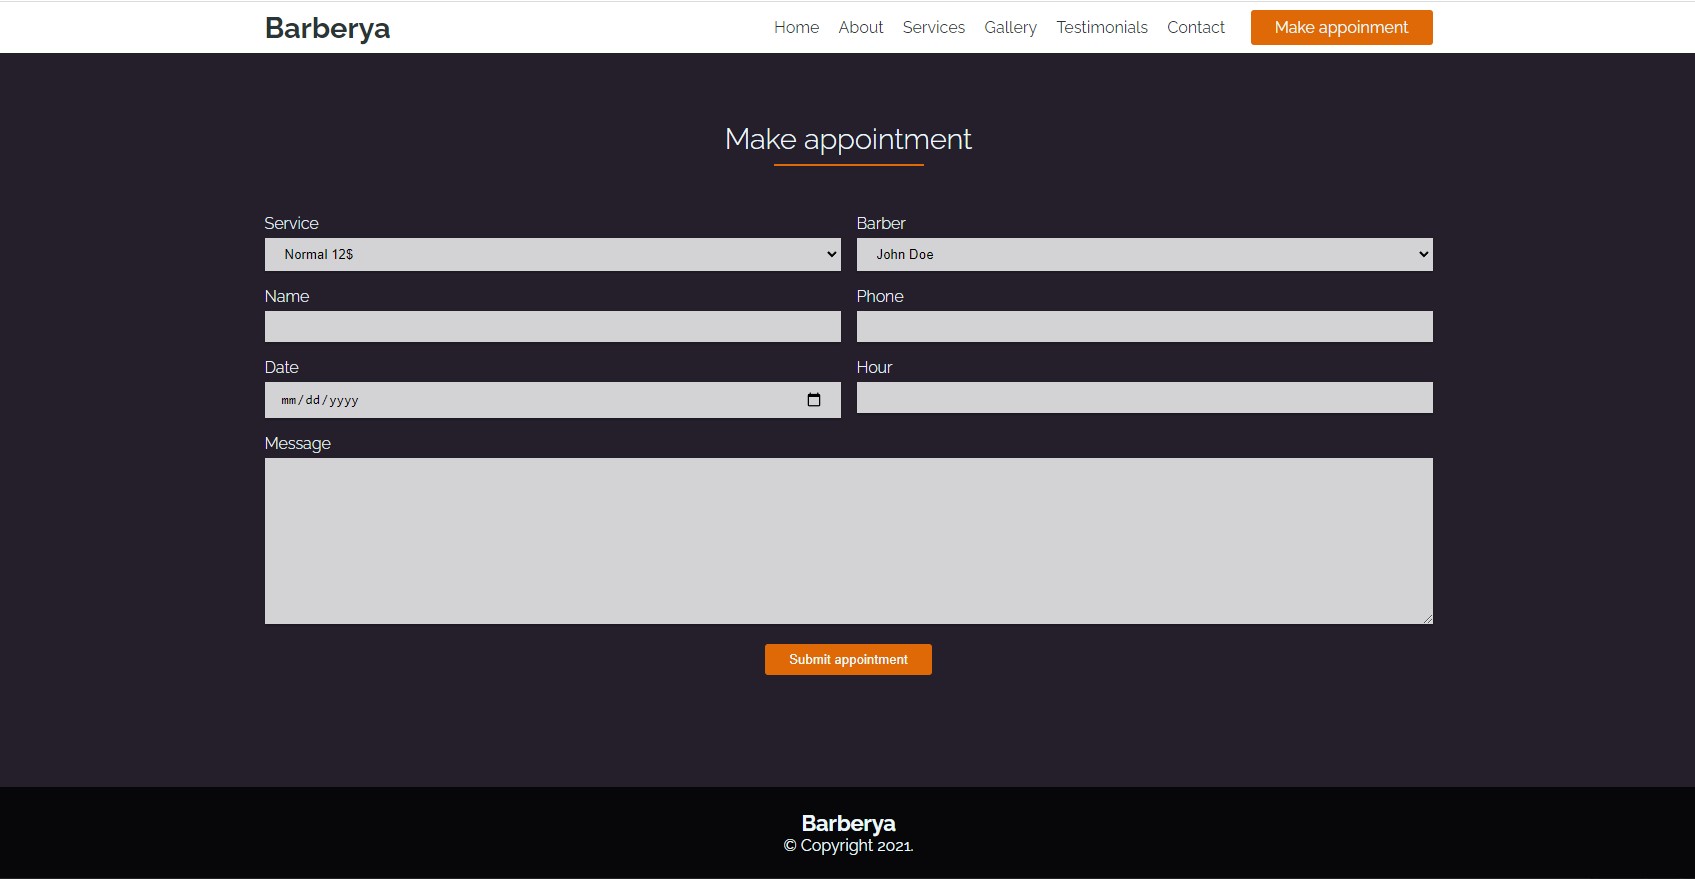 Barberya Home About Services Gallery Testimonials Contact Make appoinment
Make appointment
Service Barber
Normal 12$ John Doe
Name Phone
Date Hour
mm/dd/yyyy
Message
Submit appointment
Barberya
© Copyright 2021.